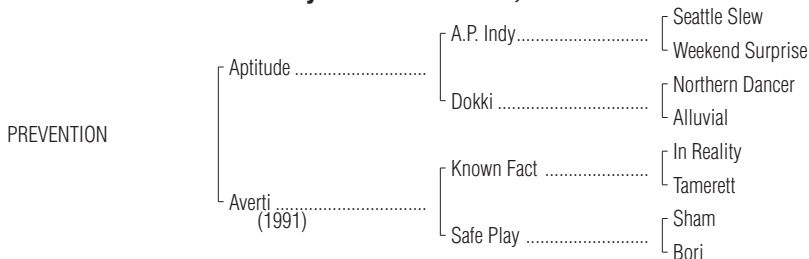 Seattle Slew
A.P. Indy
Weekend Surprise
Aptitude
Northern Dancer
Dokki
Alluvial
PREVENTION
In Reality
Known Fact
Tamerett
Averti
(1991)
Sham
Safe Play
Bori